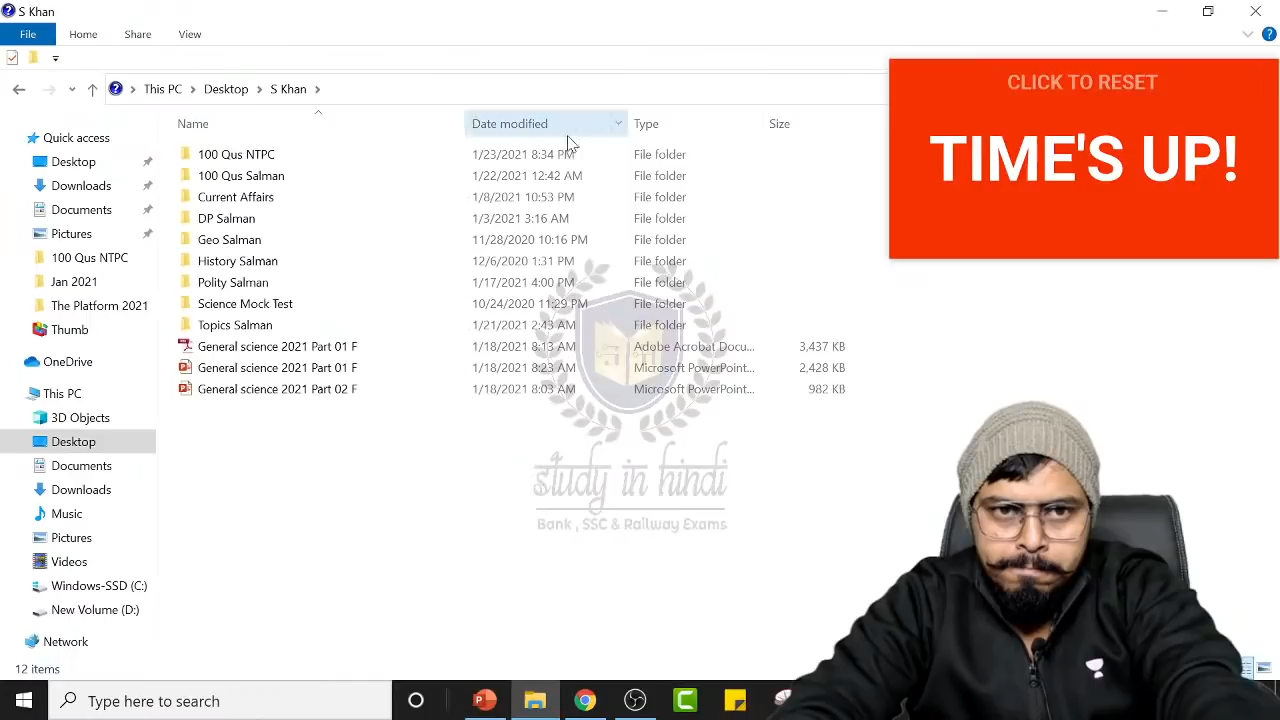 S Khan
File
Home
Share
View
This PC
Desktop
S Khan
CLICK TO RESET
TIME'S UP!
Name
Date modified
Type
Size
Quick access
Desktop
Downloads
Documents
Pictures
100 Qus NTPC
Jan 2021
The Platform 2021
Thumb
OneDrive
This PC
3D Objects
Desktop
Documents
Downloads
Music
Pictures
Videos
Windows-SSD (C:)
New Volume (D:)
Network
100 Qus NTPC 1/23/2021 8:34 PM File folder
100 Qus Salman 1/22/2021 12:42 AM File folder
Current Affairs 1/8/2021 10:53 PM File folder
DP Salman 1/3/2021 3:16 AM File folder
Geo Salman 11/28/2020 10:16 PM File folder
History Salman 12/6/2020 1:31 PM File folder
Polity Salman 1/17/2021 4:00 PM File folder
Science Mock Test 10/24/2020 11:29 PM File folder
Topics Salman 1/21/2021 2:43 AM File folder
General science 2021 Part 01 F 1/18/2021 8:13 AM Adobe Acrobat Docu... 3,437 KB
General science 2021 Part 01 F 1/18/2021 8:23 AM Microsoft PowerPoint... 2,428 KB
General science 2021 Part 02 F 1/18/2021 8:03 AM Microsoft PowerPoint... 982 KB
study in hindi
Bank , SSC & Railway Exams
12 items
Type here to search